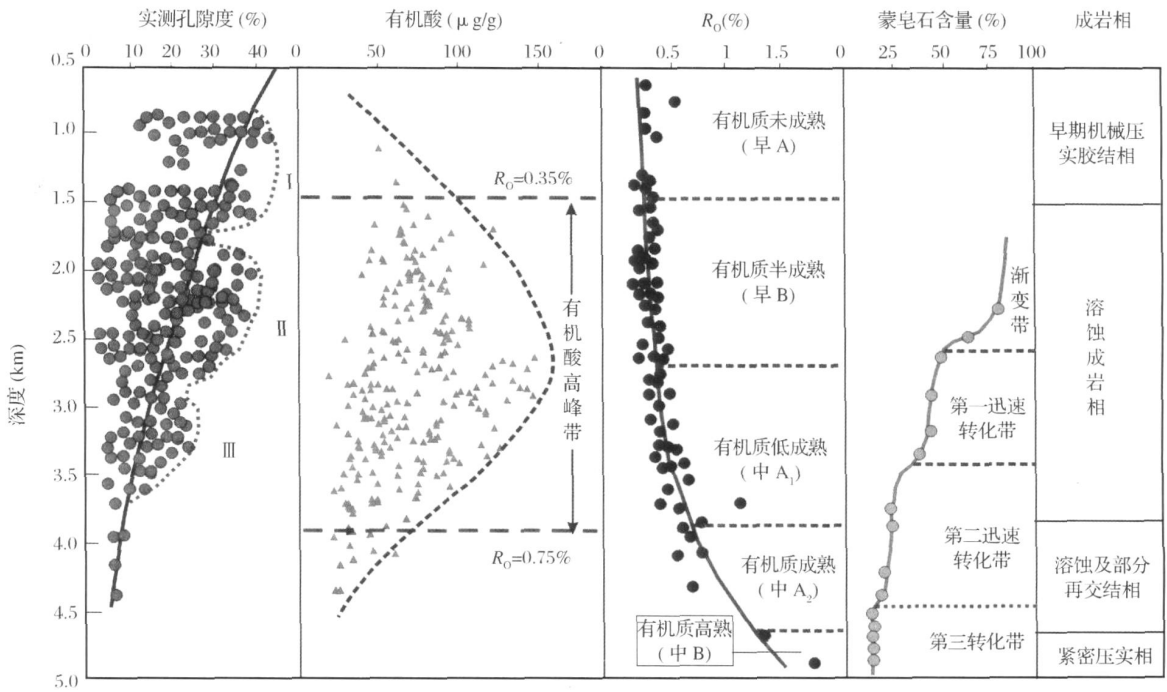 实测孔隙度 (%)
有机酸 (μg/g)
R₀(%)
蒙皂石含量 (%)
成岩相
0 10 20 30 40
0 50 100 150
0 0.5 1.5 0
25 50 75 100
深度 (km)
0.5
1.0
1.5
2.0
2.5
3.0
3.5
4.0
4.5
5.0
I
II
III
R₀=0.35%
有机酸高峰带
R₀=0.75%
有机质未成熟
(早A)
有机质半成熟
(早B)
有机质低成熟
(中A₁)
有机质成熟
(中A₂)
有机质高熟
(中B)
渐变带
第一迅速
转化带
第二迅速
转化带
第三转化带
早期机械压
实胶结相
溶蚀成岩相
溶蚀及部分
再交结相
紧密压实相